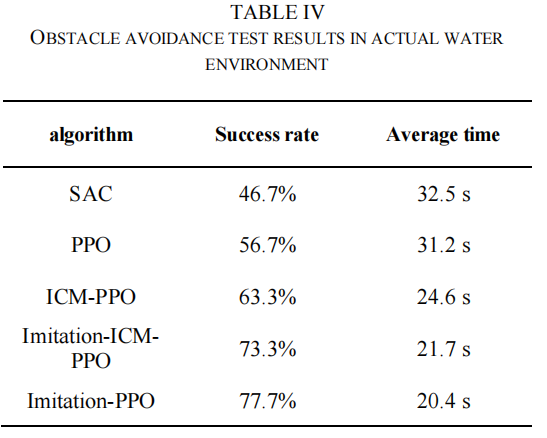 TABLE IV
OBSTACLE AVOIDANCE TEST RESULTS IN ACTUAL WATER
ENVIRONMENT
algorithm Success rate Average time
SAC 46.7% 32.5 s
PPO 56.7% 31.2 s
ICM-PPO 63.3% 24.6 s
Imitation-ICM-
PPO 73.3% 21.7 s
Imitation-PPO 77.7% 20.4 s